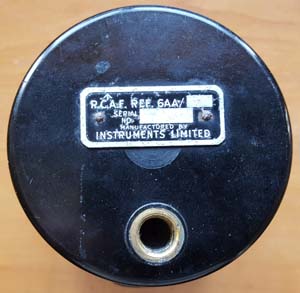 R.C.A.F. REF. 6AA/
SERIAL
NO.
MANUFACTURED BY
INSTRUMENTS LIMITED